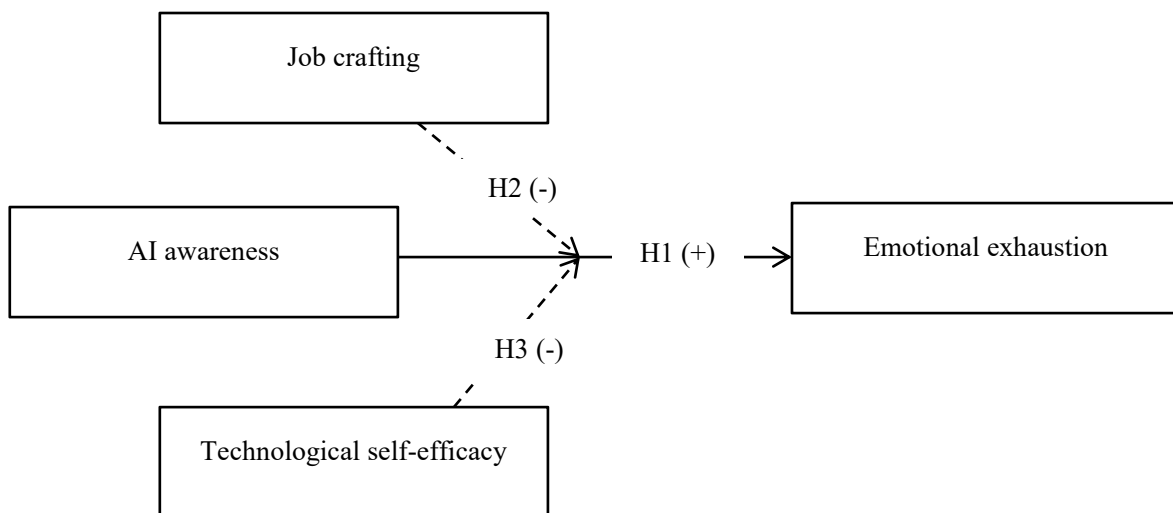 Job crafting
H2 (-)
AI awareness
H1 (+)
Emotional exhaustion
H3 (-)
Technological self-efficacy